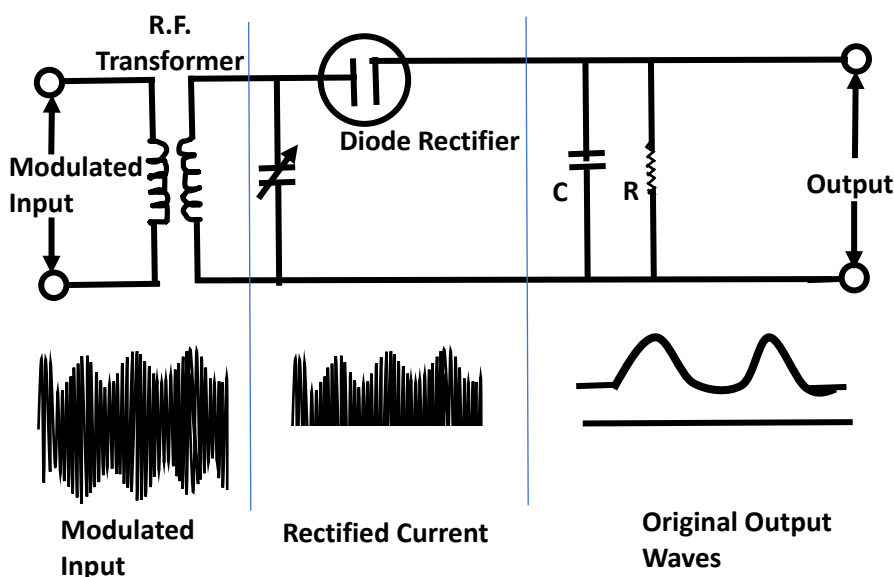 R.F.
Transformer
Diode Rectifier
Modulated
Input
C
R
Output
Modulated
Input
Rectified Current
Original Output
Waves